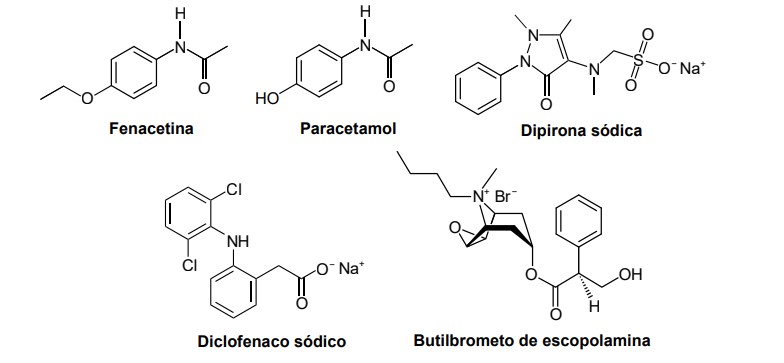 H
N
O
O
Fenacetina
H
N
O
HO
Paracetamol
N
N
O
N
O
S
O
O⁻ Na⁺
Dipirona sódica
Cl
Cl
NH
O⁻ Na⁺
O
Diclofenaco sódico
N⁺ Br⁻
O
O
O
H
OH
Butilbrometo de escopolamina